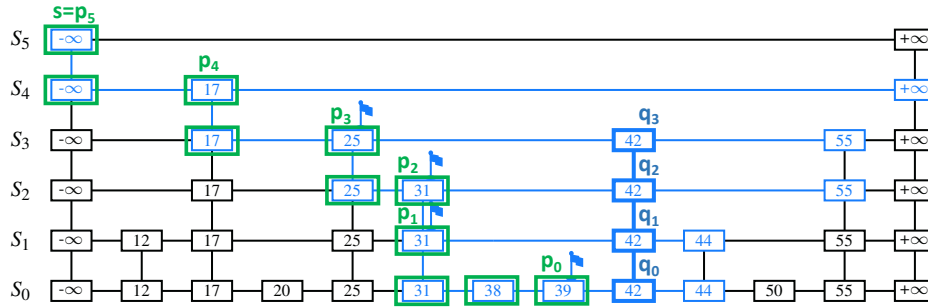 s=p5
S5 -∞ +∞
p4
S4 -∞ 17 +∞
p3 q3
S3 -∞ 17 25 42 55 +∞
p2 q2
S2 -∞ 17 25 31 42 55 +∞
p1 q1
S1 -∞ 12 17 25 31 42 44 55 +∞
p0 q0
S0 -∞ 12 17 20 25 31 38 39 42 44 50 55 +∞